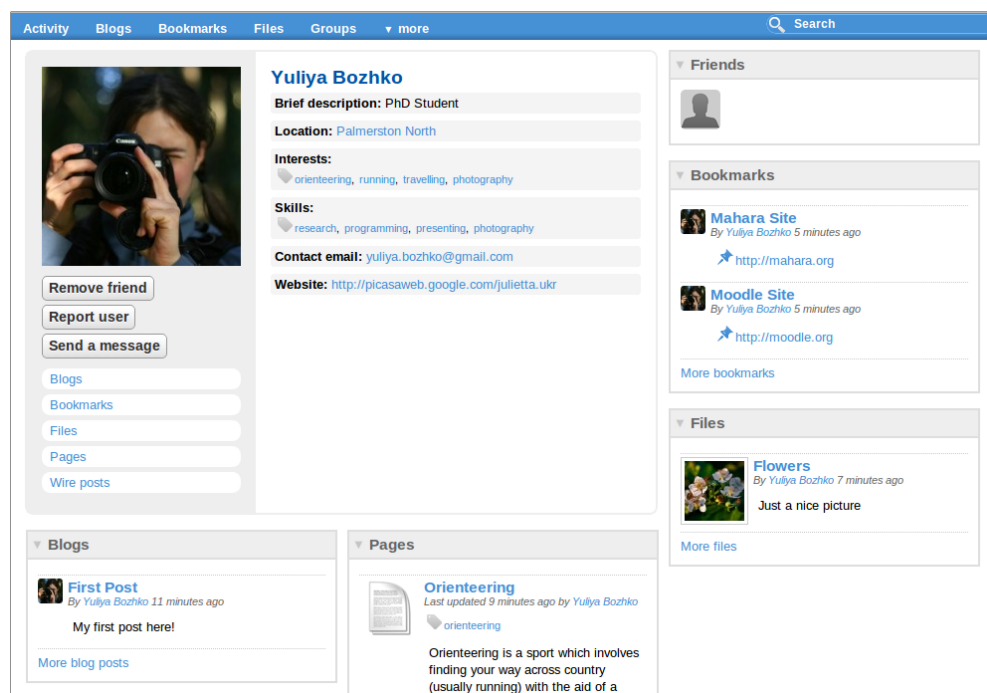 Activity Blogs Bookmarks Files Groups ▼ more Search
Yuliya Bozhko
Brief description: PhD Student
Location: Palmerston North
Interests:
orienteering, running, travelling, photography
Skills:
research, programming, presenting, photography
Contact email: yuliya.bozhko@gmail.com
Website: http://picasaweb.google.com/julietta.ukr
Canon
Remove friend
Report user
Send a message
Blogs
Bookmarks
Files
Pages
Wire posts
▼ Blogs
First Post
By Yuliya Bozhko 11 minutes ago
My first post here!
More blog posts
▼ Pages
Orienteering
Last updated 9 minutes ago by Yuliya Bozhko
orienteering
Orienteering is a sport which involves
finding your way across country
(usually running) with the aid of a
▼ Friends
▼ Bookmarks
Mahara Site
By Yuliya Bozhko 5 minutes ago
http://mahara.org
Moodle Site
By Yuliya Bozhko 5 minutes ago
http://moodle.org
More bookmarks
▼ Files
Flowers
By Yuliya Bozhko 7 minutes ago
Just a nice picture
More files